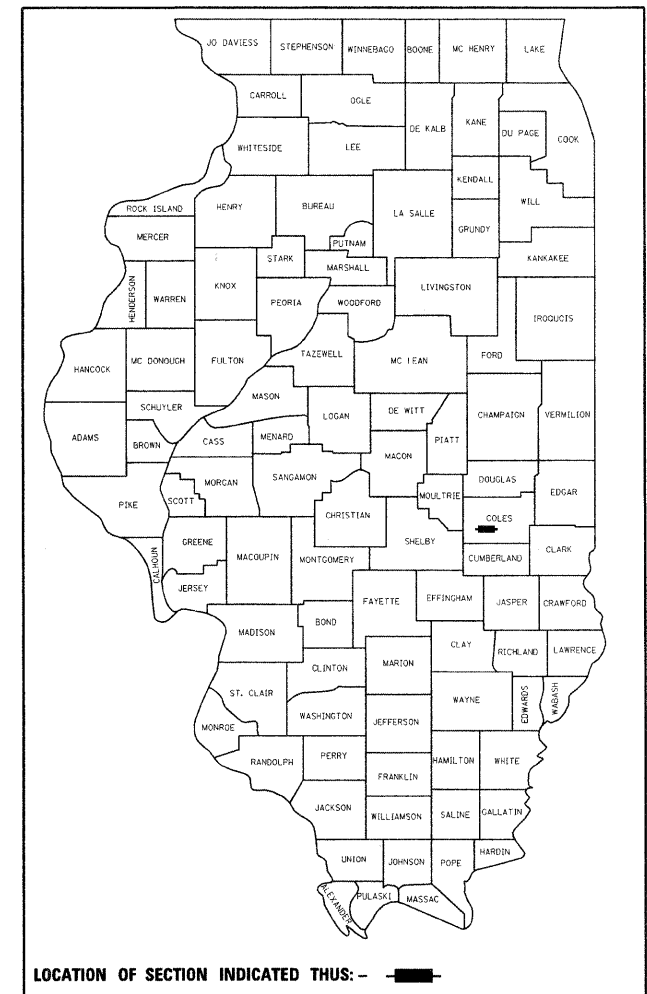 JO DAVIESS
STEPHENSON
WINNEBAGO
BOONE
MC HENRY
LAKE
CARROLL
OGLE
DE KALB
KANE
DU PAGE
COOK
WHITESIDE
LEE
KENDALL
WILL
ROCK ISLAND
HENRY
BUREAU
LA SALLE
GRUNDY
MERCER
PUTNAM
STARK
MARSHALL
KANKAKEE
HENDERSON
WARREN
KNOX
PEORIA
WOODFORD
LIVINGSTON
IROQUOIS
HANCOCK
MC DONOUGH
FULTON
TAZEWELL
MC LEAN
FORD
SCHUYLER
MASON
LOGAN
DE WITT
CHAMPAIGN
VERMILION
ADAMS
BROWN
CASS
MENARD
MACON
PIATT
PIKE
SCOTT
MORGAN
SANGAMON
CHRISTIAN
MOULTRIE
DOUGLAS
EDGAR
COLES
SHELBY
CALHOUN
GREENE
MACOUPIN
MONTGOMERY
CUMBERLAND
CLARK
JERSEY
FAYETTE
EFFINGHAM
JASPER
CRAWFORD
MADISON
BOND
CLAY
RICHLAND
LAWRENCE
MARION
CLINTON
ST. CLAIR
WAYNE
EDWARDS
WABASH
MONROE
WASHINGTON
JEFFERSON
RANDOLPH
PERRY
HAMILTON
WHITE
FRANKLIN
JACKSON
WILLIAMSON
SALINE
GALLATIN
UNION
JOHNSON
POPE
HARDIN
ALEXANDER
PULASKI
MASSAC
LOCATION OF SECTION INDICATED THUS: -